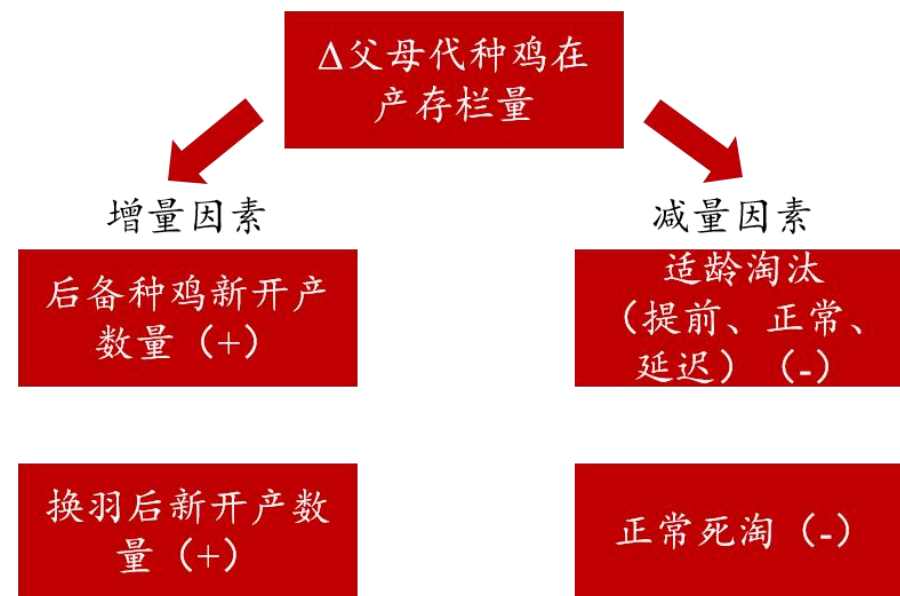 Δ父母代种鸡在
产存栏量
增量因素
减量因素
后备种鸡新开产
数量（+）
适龄淘汰
（提前、正常、
延迟）（-）
换羽后新开产数
量（+）
正常死淘（-）